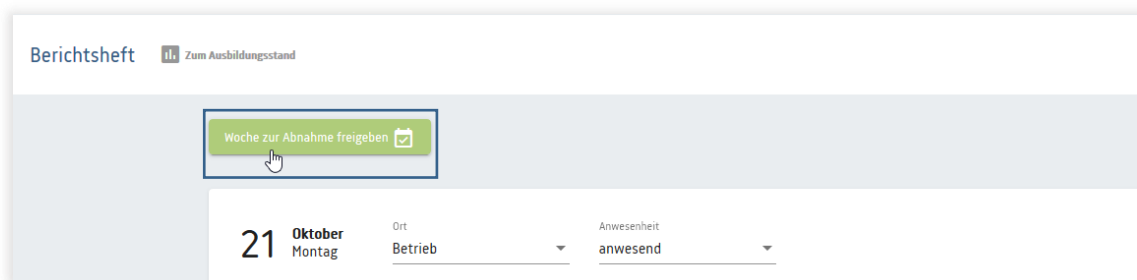 Berichtsheft Zum Ausbildungsstand
Woche zur Abnahme freigeben
21 Oktober Montag
Ort
Betrieb
Anwesenheit
anwesend